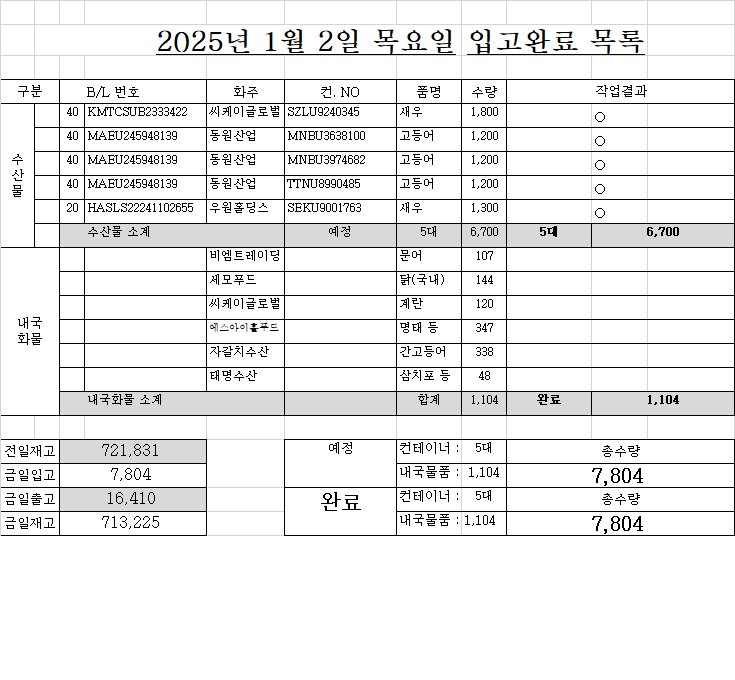 2025년 1월 2일 목요일 입고완료 목록
구분 B/L 번호 화주 컨. NO 품명 수량 작업결과
수산물
40 KMTCSUB2333422 씨케이글로벌 SZLU9240345 새우 1,800 ○
40 MAEU245948139 동원산업 MNBU3638100 고등어 1,200 ○
40 MAEU245948139 동원산업 MNBU3974682 고등어 1,200 ○
40 MAEU245948139 동원산업 TTNU8990485 고등어 1,200 ○
20 HASLS22241102655 우원홀딩스 SEKU9001763 새우 1,300 ○
수산물 소계 예정 5대 6,700 5대 6,700
내국
화물
비엠트레이딩 문어 107
세모푸드 닭(국내) 144
씨케이글로벌 계란 120
에스아이홀푸드 명태 등 347
자갈치수산 간고등어 338
태명수산 삼치포 등 48
내국화물 소계 합계 1,104 완료 1,104
전일재고 721,831 예정 컨테이너 : 5대 총수량
금일입고 7,804 내국물품 : 1,104 7,804
금일출고 16,410 완료 컨테이너 : 5대 총수량
금일재고 713,225 내국물품 : 1,104 7,804